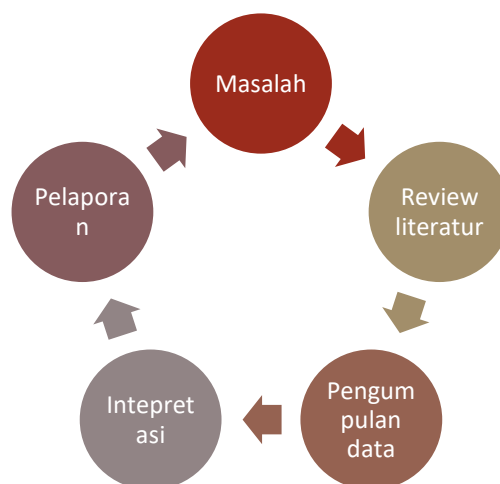 Masalah
Review
literatur
Pengum
pulan
data
Intepret
asi
Pelapora
n